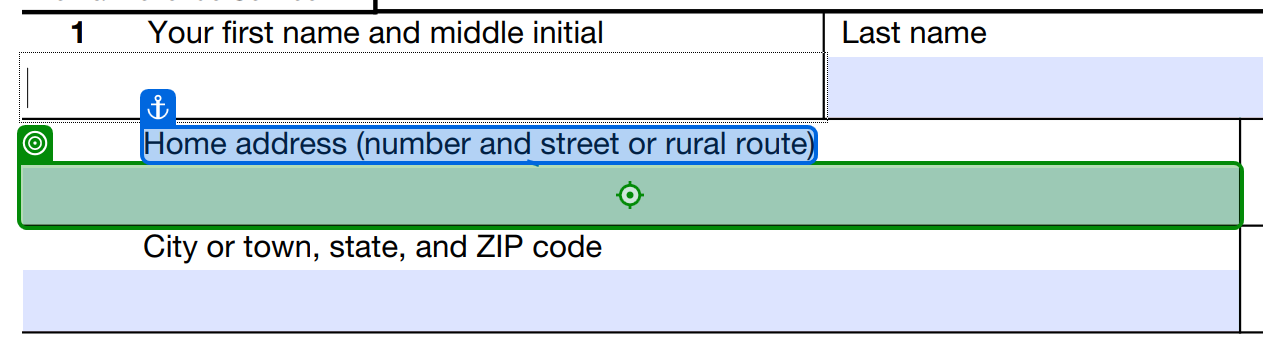 1 Your first name and middle initial Last name
Home address (number and street or rural route)
City or town, state, and ZIP code